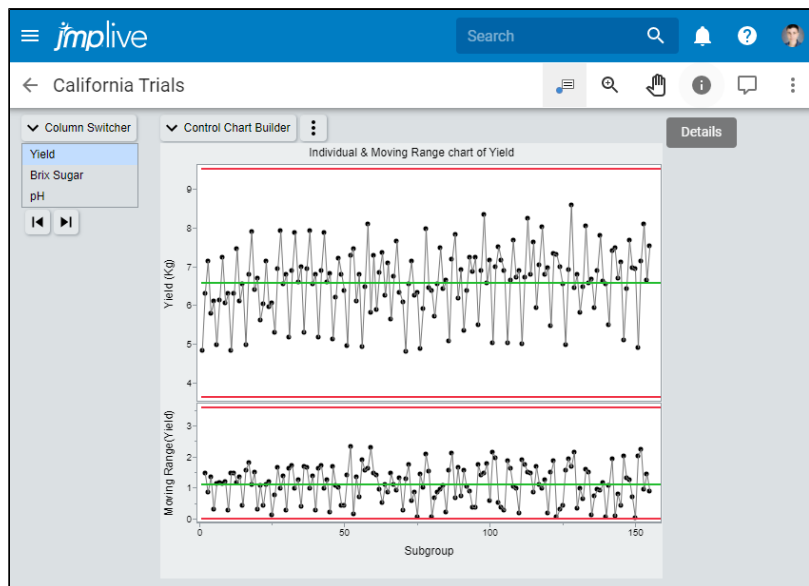 jmp live
Search
California Trials
Details
Column Switcher
Control Chart Builder
Yield
Brix Sugar
pH
Individual & Moving Range chart of Yield
Yield (Kg)
9
8
7
6
5
4
Moving Range(Yield)
3
2
1
0
0 50 100 150
Subgroup